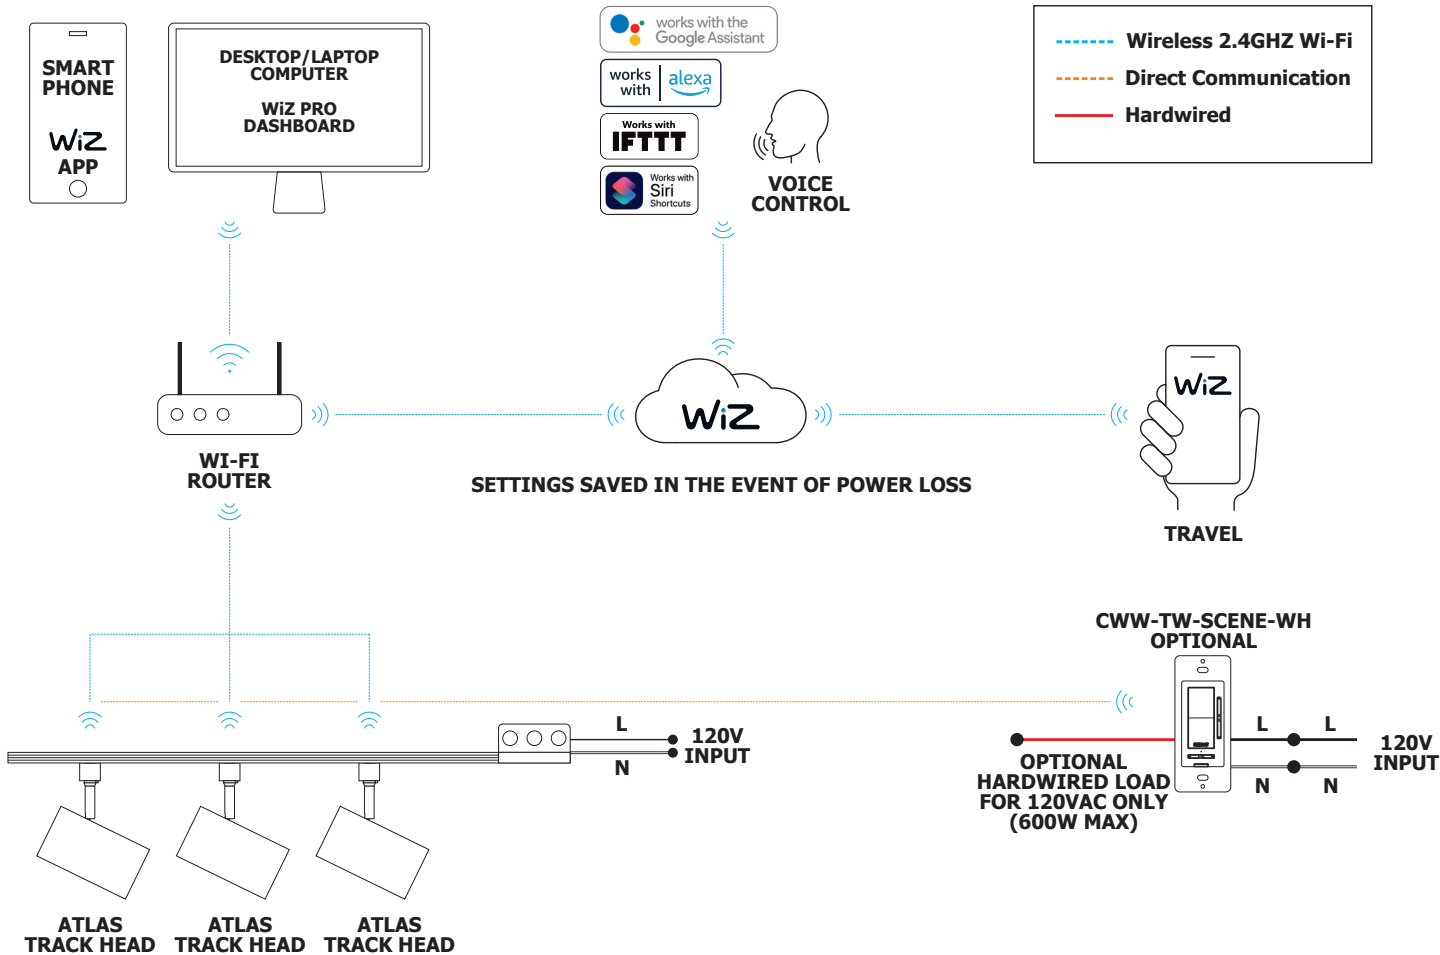 SMART
PHONE
WiZ
APP
DESKTOP/LAPTOP
COMPUTER
WiZ PRO
DASHBOARD
works with the
Google Assistant
works
with
alexa
Works with
IFTTT
Works with
Siri
Shortcuts
VOICE
CONTROL
Wireless 2.4GHZ Wi-Fi
Direct Communication
Hardwired
WI-FI
ROUTER
WiZ
SETTINGS SAVED IN THE EVENT OF POWER LOSS
WiZ
TRAVEL
CWW-TW-SCENE-WH
OPTIONAL
L
N
120V
INPUT
OPTIONAL
HARDWIRED LOAD
FOR 120VAC ONLY
(600W MAX)
L L
N N
120V
INPUT
ATLAS
TRACK HEAD
ATLAS
TRACK HEAD
ATLAS
TRACK HEAD